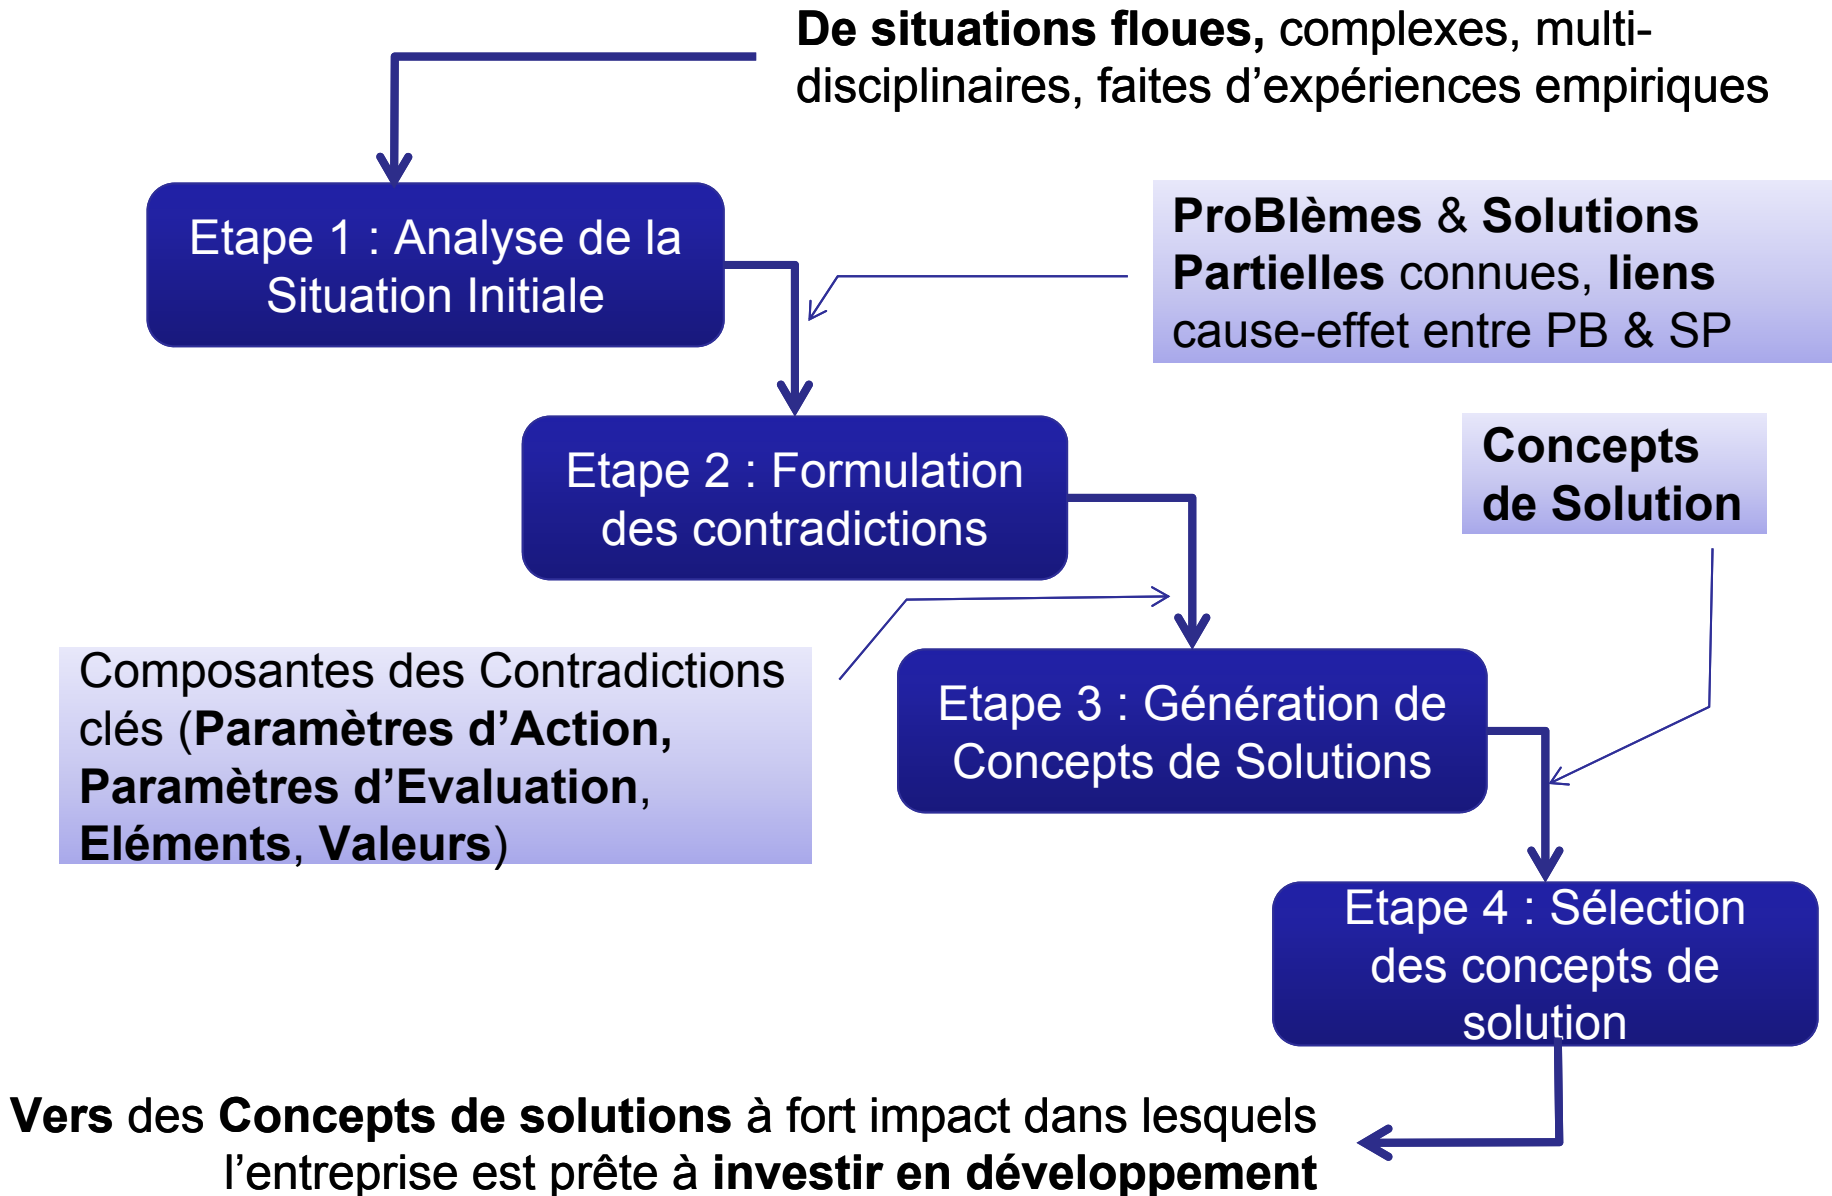 De situations floues, complexes, multi-
disciplinaires, faites d’expériences empiriques
Etape 1 : Analyse de la
Situation Initiale
ProBlèmes & Solutions
Partielles connues, liens
cause-effet entre PB & SP
Etape 2 : Formulation
des contradictions
Concepts
de Solution
Composantes des Contradictions
clés (Paramètres d’Action,
Paramètres d’Evaluation,
Eléments, Valeurs)
Etape 3 : Génération de
Concepts de Solutions
Etape 4 : Sélection
des concepts de
solution
Vers des Concepts de solutions à fort impact dans lesquels
l’entreprise est prête à investir en développement